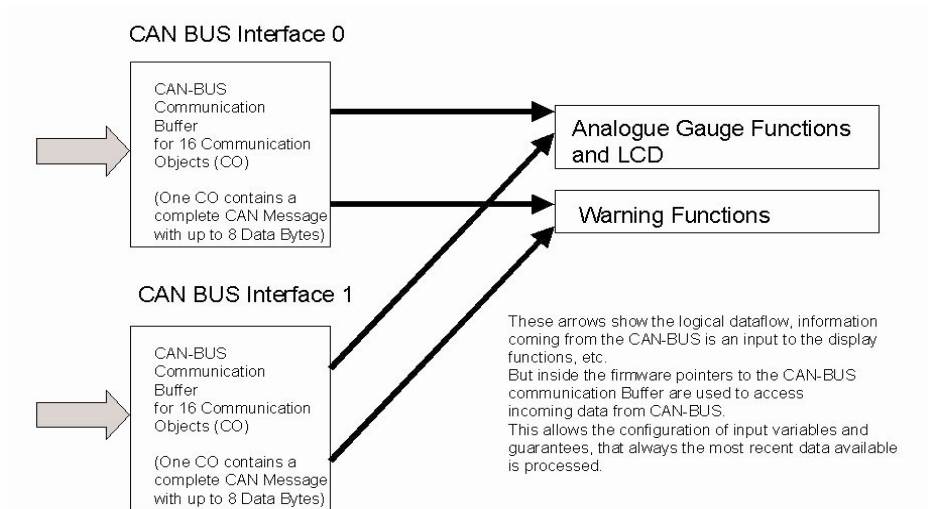 CAN BUS Interface 0
CAN-BUS
Communication
Buffer
for 16 Communication
Objects (CO)
(One CO contains a
complete CAN Message
with up to 8 Data Bytes)
Analogue Gauge Functions
and LCD
Warning Functions
CAN BUS Interface 1
CAN-BUS
Communication
Buffer
for 16 Communication
Objects (CO)
(One CO contains a
complete CAN Message
with up to 8 Data Bytes)
These arrows show the logical dataflow, information
coming from the CAN-BUS is an input to the display
functions, etc.
But inside the firmware pointers to the CAN-BUS
communication Buffer are used to access
incoming data from CAN-BUS.
This allows the configuration of input variables and
guarantees, that always the most recent data available
is processed.